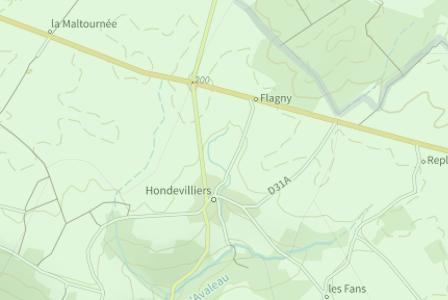 la Maltournée
200
Flagny
D31A
Hondevilliers
l'Avaleau
les Fans